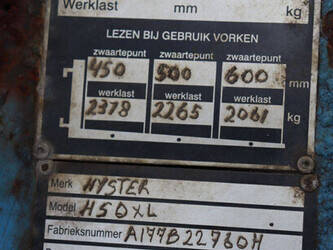 Werklast mm kg
LEZEN BIJ GEBRUIK VORKEN
zwaartepunt zwaartepunt zwaartepunt
450 500 600 mm
werklast werklast werklast
2378 2265 2061 kg
Merk HYSTER
Model H50XL
Fabrieksnummer A177B22760H